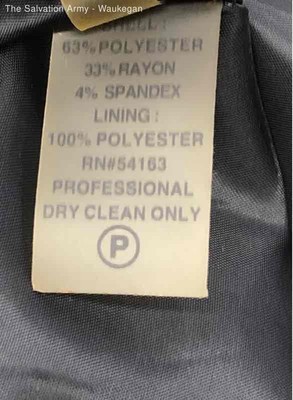 The Salvation Army - Waukegan
SHELL:
63% POLYESTER
33% RAYON
4% SPANDEX
LINING:
100% POLYESTER
RN#54163
PROFESSIONAL
DRY CLEAN ONLY
P